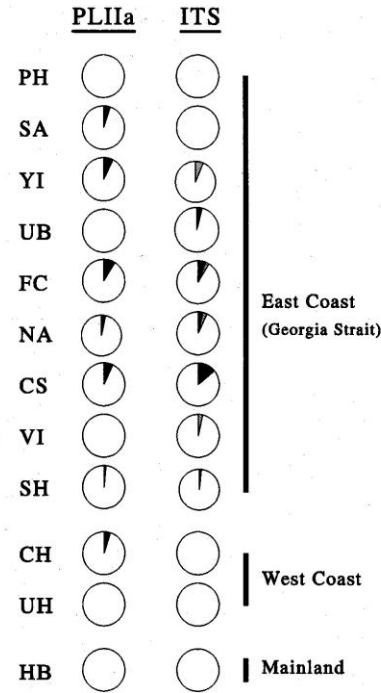 PLIIa ITS
PH
SA
YI
UB
FC
East Coast
(Georgia Strait)
NA
CS
VI
SH
CH
West Coast
UH
HB Mainland